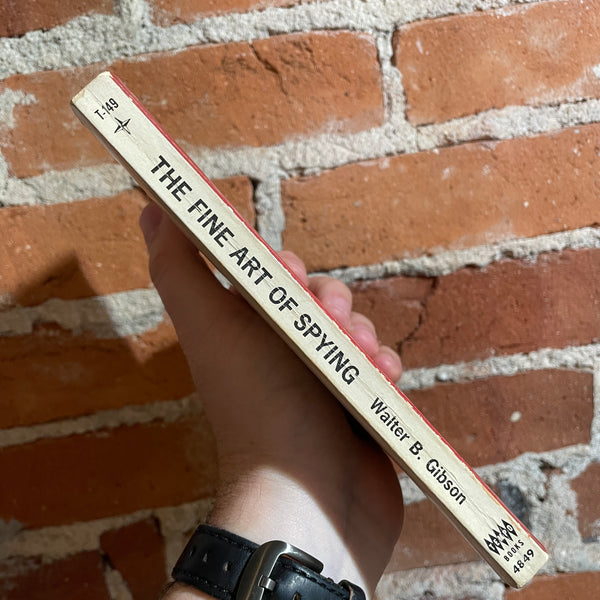 T-149
THE FINE ART OF SPYING
Walter B. Gibson
BOOKS
4849